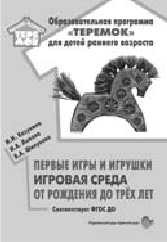 Образовательная программа
«ТЕРЕМОК»
для детей раннего возраста
ПЕРВЫЕ ИГРЫ И ИГРУШКИ
ИГРОВАЯ СРЕДА
ОТ РОЖДЕНИЯ ДО ТРЁХ ЛЕТ
Соответствует ФГОС ДО